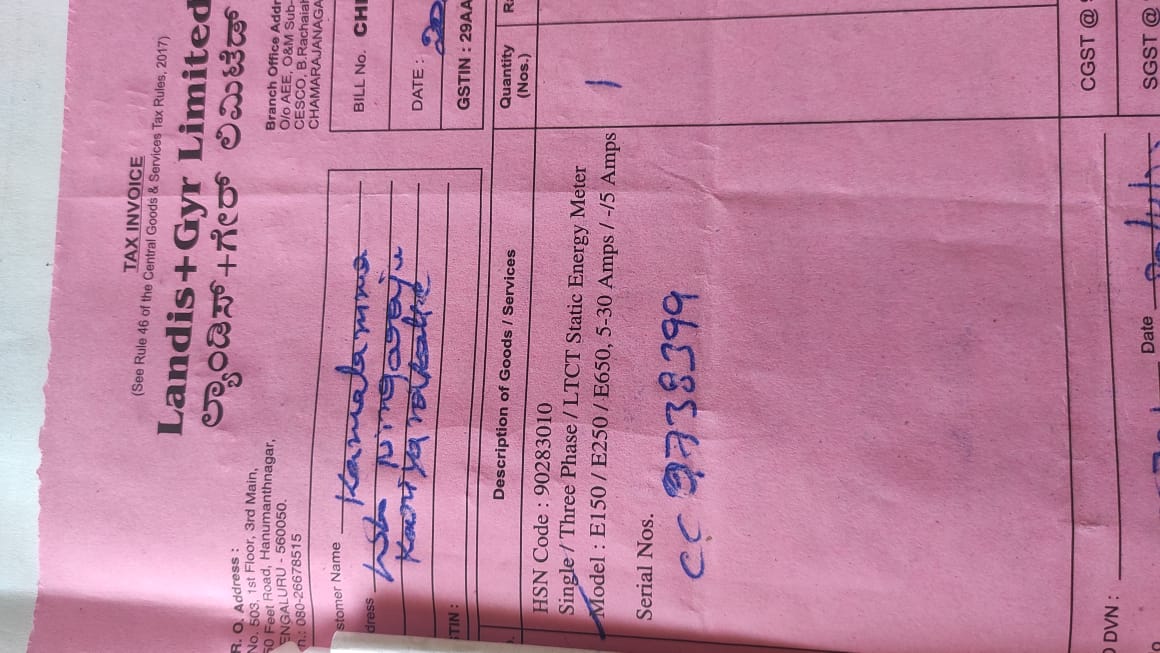 TAX INVOICE
(See Rule 46 of the Central Goods & Services Tax Rules, 2017)
Landis+Gyr Limited
ಲ್ಯಾಂಡಿಸ್+ಗೇರ್ ಲಿಮಿಟೆಡ್
R. O. Address :
No. 503, 1st Floor, 3rd Main,
0 Feet Road, Hanumanthnagar,
ENGALURU - 560050.
n.: 080-26678515
Branch Office Addr
O/o AEE, O&M Sub-
CESCO, B.Rachaiah
CHAMARAJANAGA
stomer Name Kamalamma
dress
TIN :
BILL No. CH
DATE :
GSTIN : 29AA
Description of Goods / Services
Quantity
(Nos.)
HSN Code : 90283010
Single / Three Phase / LTCT Static Energy Meter
Model : E150 / E250 / E650, 5-30 Amps / -/5 Amps
1
Serial Nos.
CC 9738399
CGST @
SGST @
DVN :
Date